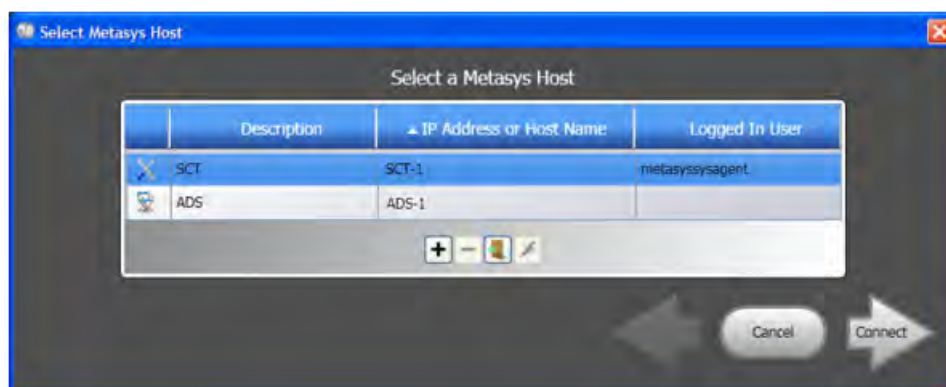 Select Metasys Host
Select a Metasys Host
Description IP Address or Host Name Logged In User
SCT SCT-1 metasyssysagent
ADS ADS-1
Cancel Connect